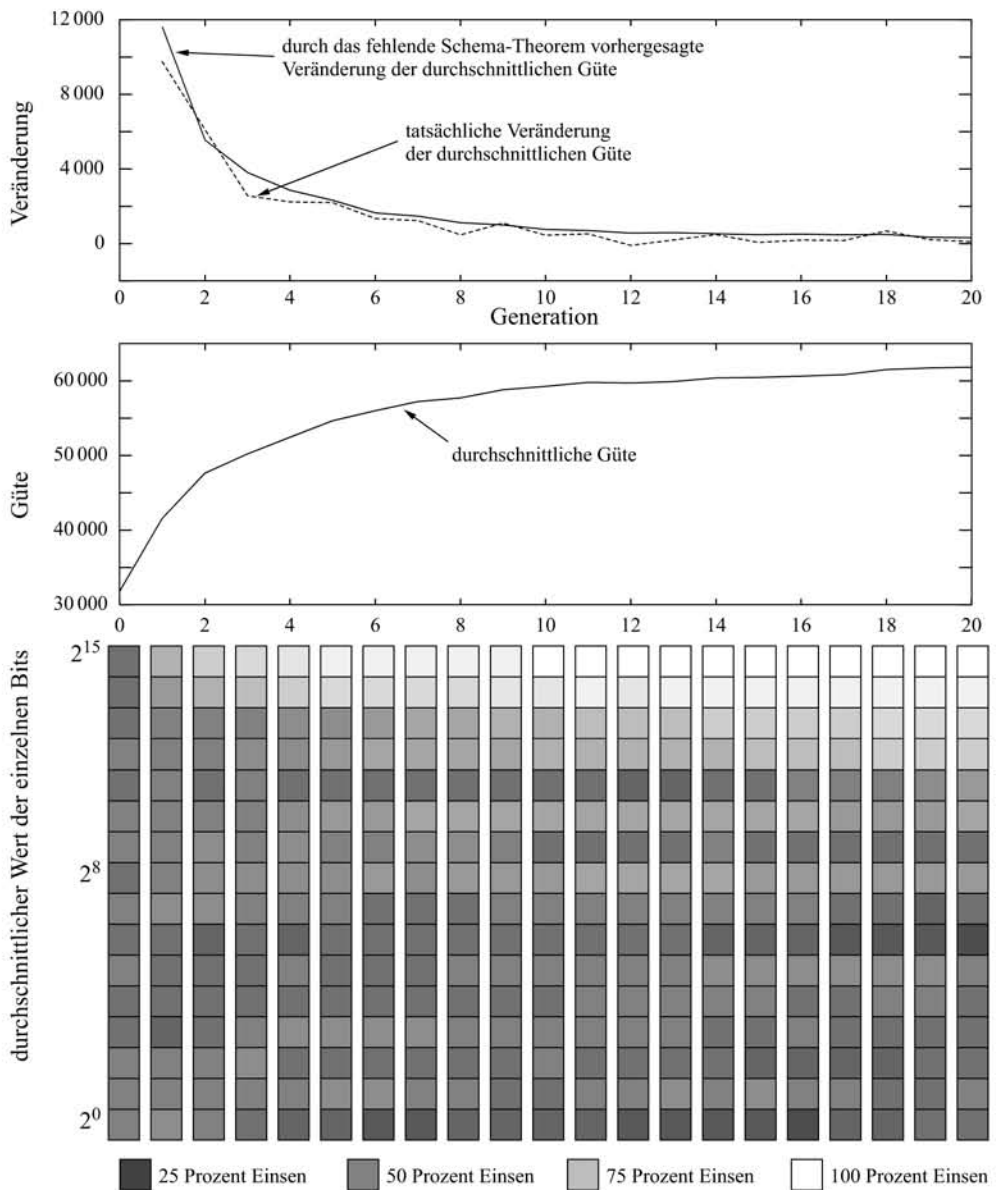 12 000
durch das fehlende Schema-Theorem vorhergesagte
Veränderung der durchschnittlichen Güte
8 000
tatsächliche Veränderung
der durchschnittlichen Güte
4 000
0
Veränderung
0 2 4 6 8 10 12 14 16 18 20
Generation
60 000
50 000
40 000
30 000
durchschnittliche Güte
Güte
0 2 4 6 8 10 12 14 16 18 20
2^15
2^8
2^0
durchschnittlicher Wert der einzelnen Bits
25 Prozent Einsen 50 Prozent Einsen 75 Prozent Einsen 100 Prozent Einsen